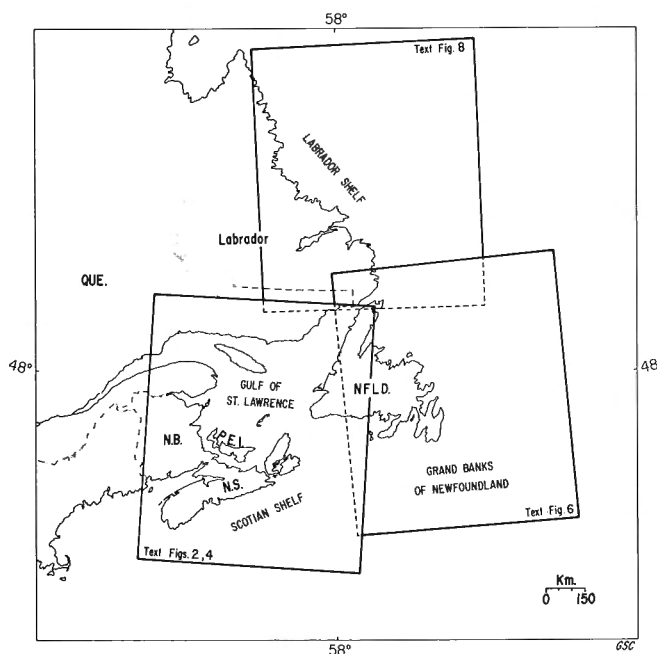 58°
Text Fig. 8
LABRADOR SHELF
Labrador
QUE.
48°
48
GULF OF
ST. LAWRENCE
NFLD.
N.B.
P.E.I.
N.S.
GRAND BANKS
OF NEWFOUNDLAND
SCOTIAN SHELF
Text Fig. 6
Text Figs. 2, 4
Km.
0 150
58°
GSC